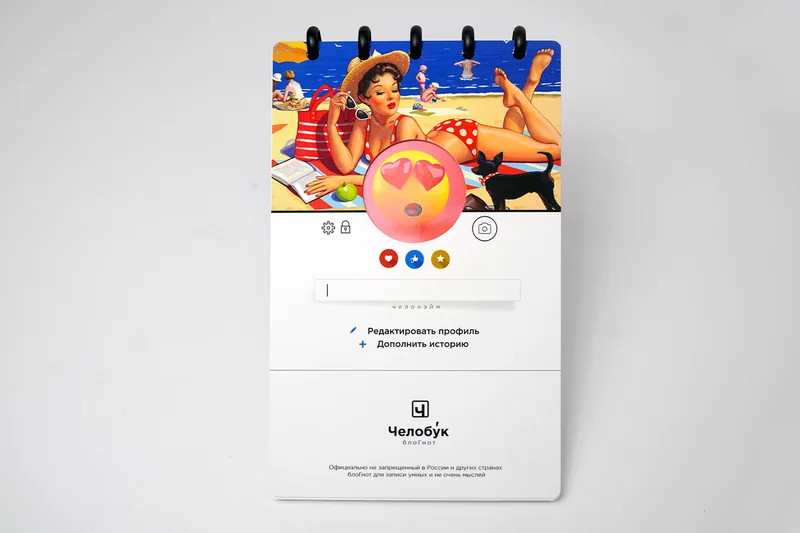 челонэйм
Редактировать профиль
Дополнить историю
Ч
Челобу́к
блоГнот
Официально не запрещенный в России и других странах
блоГнот для записи умных и не очень мыслей